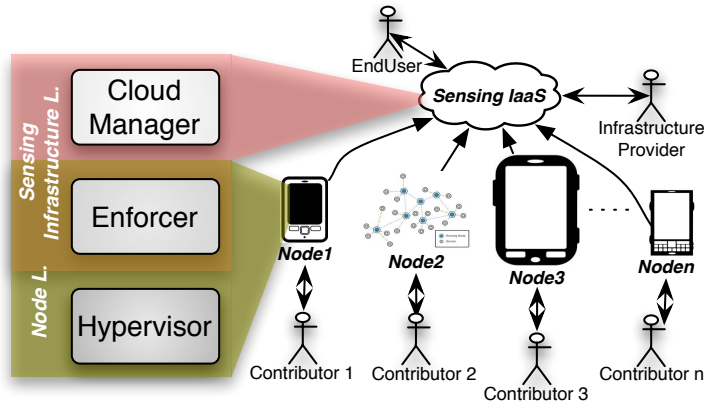 EndUser
Sensing IaaS
Infrastructure
Provider
Sensing
Infrastructure L.
Node L.
Cloud
Manager
Enforcer
Hypervisor
Node1
Node2
Node3
Noden
Contributor 1
Contributor 2
Contributor 3
Contributor n